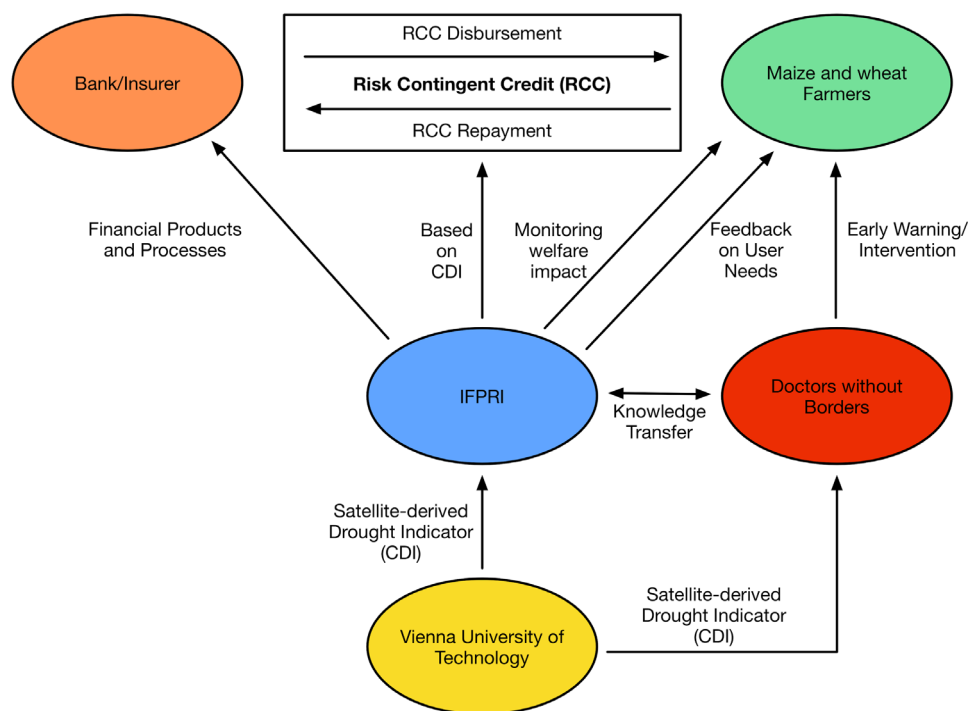 RCC Disbursement
Bank/Insurer
Risk Contingent Credit (RCC)
Maize and wheat
Farmers
RCC Repayment
Financial Products
and Processes
Based
on
CDI
Monitoring
welfare
impact
Feedback
on User
Needs
Early Warning/
Intervention
IFPRI
Doctors without
Borders
Knowledge
Transfer
Satellite-derived
Drought Indicator
(CDI)
Satellite-derived
Drought Indicator
(CDI)
Vienna University of
Technology